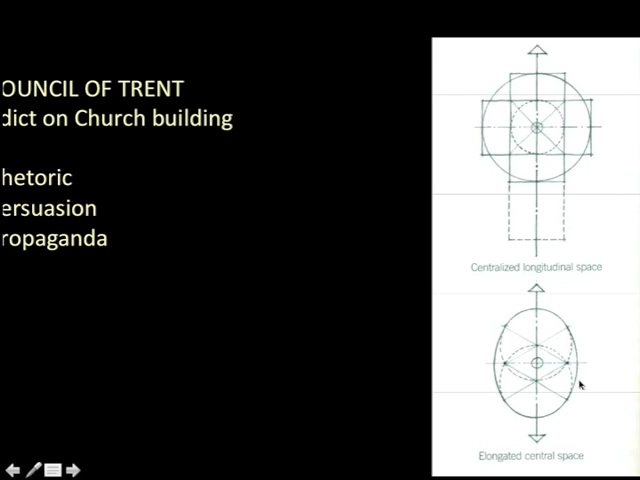 OUNCIL OF TRENT
dict on Church building
hetoric
ersuasion
ropaganda
Centralized longitudinal space
Elongated central space